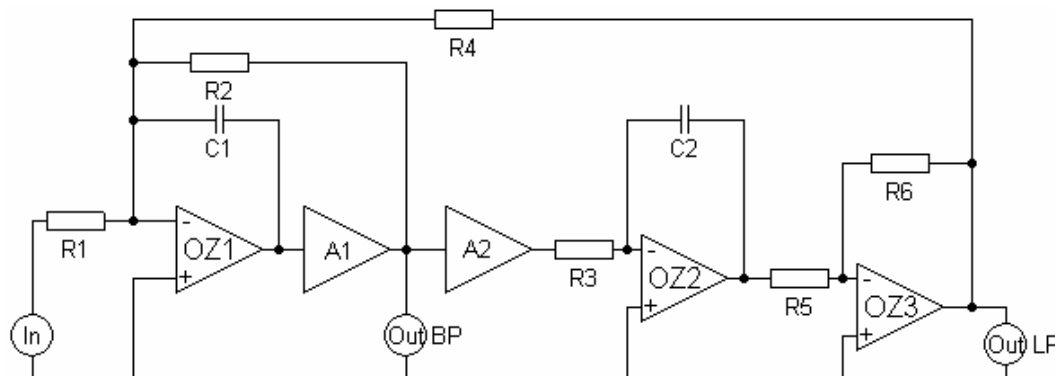 R4
R2
C1
C2
R6
R1
-
OZ1
+
A1
A2
R3
-
OZ2
+
R5
-
OZ3
+
In
Out BP
Out LP